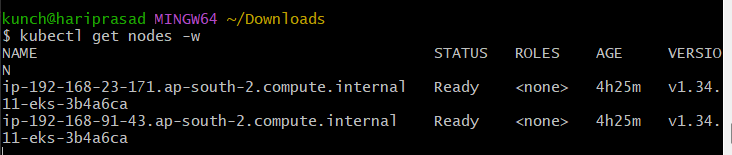 kunch@hariprasad MINGW64 ~/Downloads
$ kubectl get nodes -w
NAME STATUS ROLES AGE VERSIO
N
ip-192-168-23-171.ap-south-2.compute.internal Ready <none> 4h25m v1.34.
11-eks-3b4a6ca
ip-192-168-91-43.ap-south-2.compute.internal Ready <none> 4h25m v1.34.
11-eks-3b4a6ca